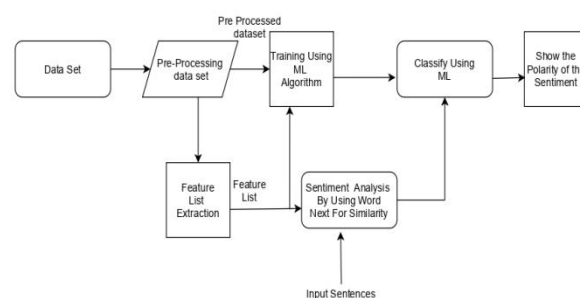 Pre Processed
dataset
Data Set
Pre-Processing
data set
Training Using
ML
Algorithm
Classify Using
ML
Show the
Polarity of th
Sentiment
Feature
List
Extraction
Feature
List
Sentiment Analysis
By Using Word
Next For Similarity
Input Sentences